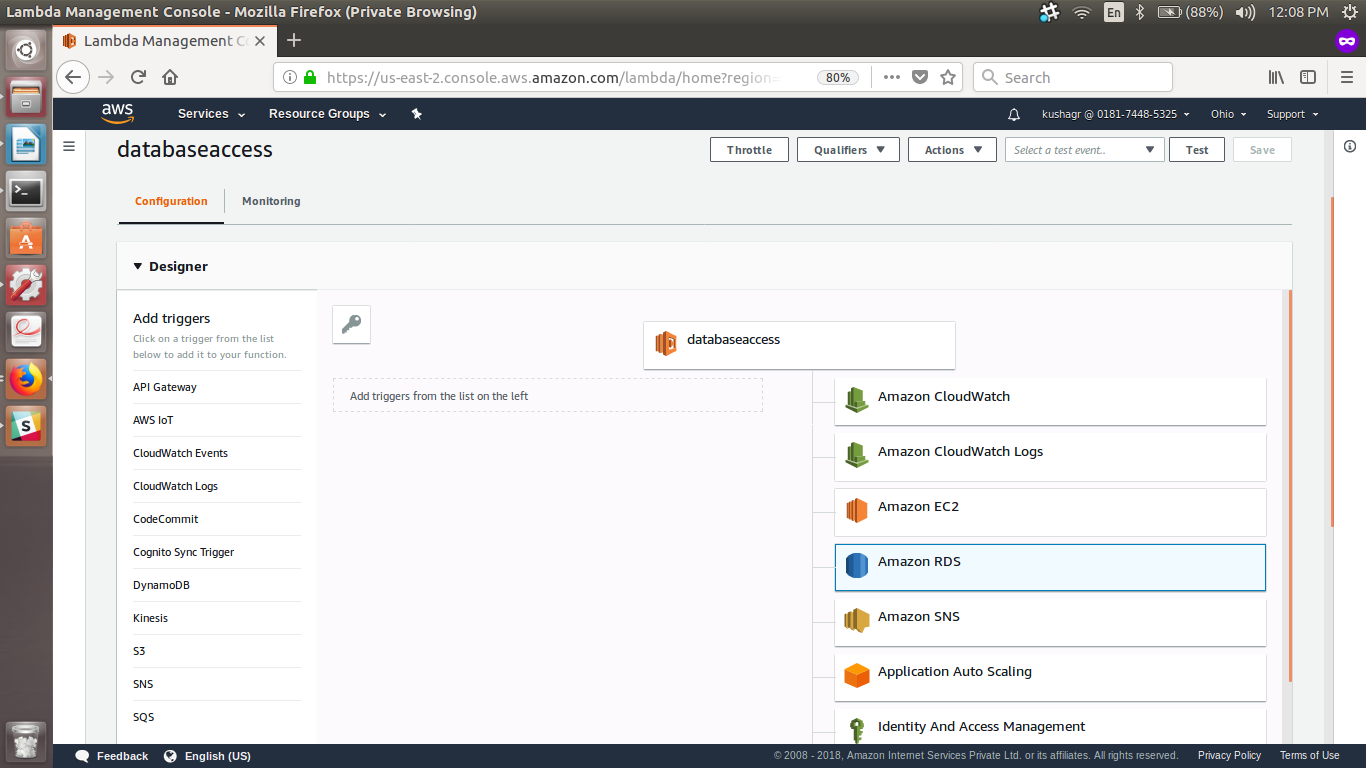 Lambda Management Console - Mozilla Firefox (Private Browsing)
En
(88%)
12:08 PM
Lambda Management C
https://us-east-2.console.aws.amazon.com/lambda/home?region=
80%
Search
aws
Services
Resource Groups
kushagr @ 0181-7448-5325
Ohio
Support
databaseaccess
Throttle
Qualifiers
Actions
Select a test event..
Test
Save
Configuration
Monitoring
Designer
Add triggers
Click on a trigger from the list
below to add it to your function.
API Gateway
AWS IoT
CloudWatch Events
CloudWatch Logs
CodeCommit
Cognito Sync Trigger
DynamoDB
Kinesis
S3
SNS
SQS
databaseaccess
Add triggers from the list on the left
Amazon CloudWatch
Amazon CloudWatch Logs
Amazon EC2
Amazon RDS
Amazon SNS
Application Auto Scaling
Identity And Access Management
Feedback
English (US)
© 2008 - 2018, Amazon Internet Services Private Ltd. or its affiliates. All rights reserved.
Privacy Policy
Terms of Use